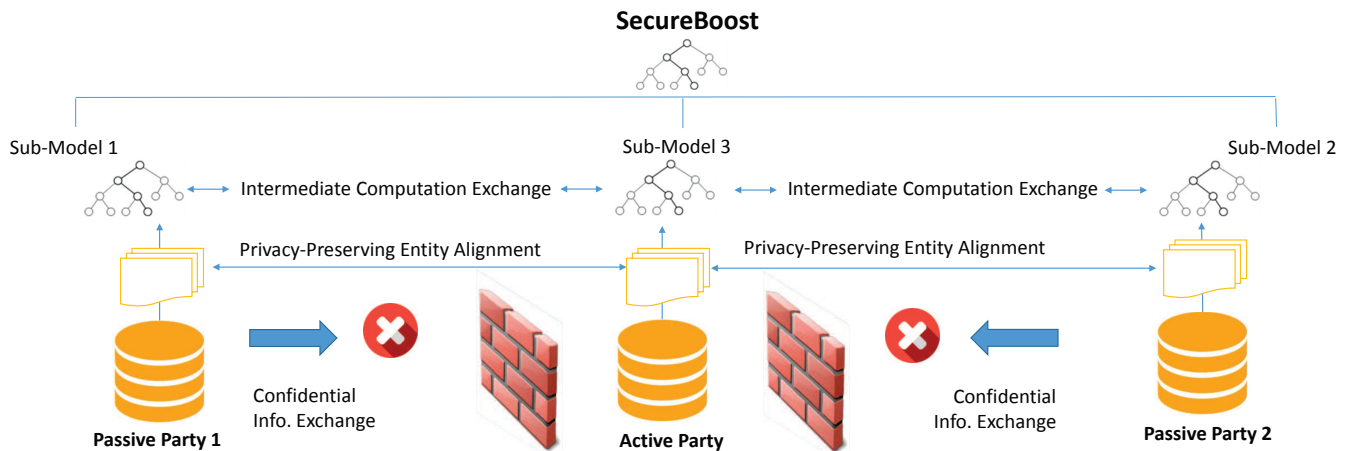 SecureBoost
Sub-Model 1
Sub-Model 3
Sub-Model 2
Intermediate Computation Exchange
Intermediate Computation Exchange
Privacy-Preserving Entity Alignment
Privacy-Preserving Entity Alignment
Confidential
Info. Exchange
Confidential
Info. Exchange
Passive Party 1
Active Party
Passive Party 2